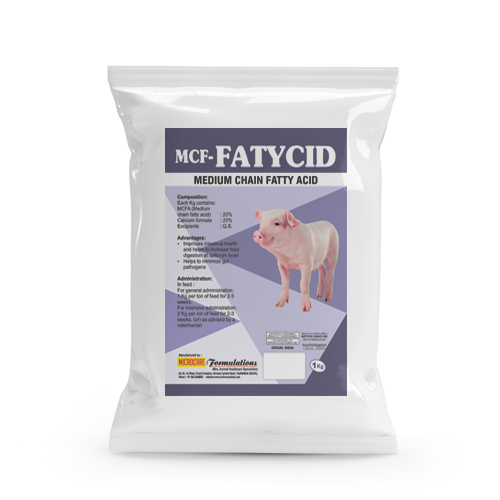 MCF-FATYCID
MEDIUM CHAIN FATTY ACID
Composition:
Each Kg contains:
MCFA (Medium
chain fatty acid) : 20%
Calcium formate : 20%
Excipients : Q.S.
Advantages:
• Improves intestinal health
and helps to increase feed
digestion at optimum level
• Helps to minimize gut
pathogens
Administration:
In feed :
For general administration:
1 Kg per ton of feed for 2-3
weeks.
For intensive administration:
2 Kg per ton of feed for 2-3
weeks. (or) as advised by a
veterinarian
ORIGIN: INDIA
1 Kg
Manufactured by :
MICROCARE Formulations